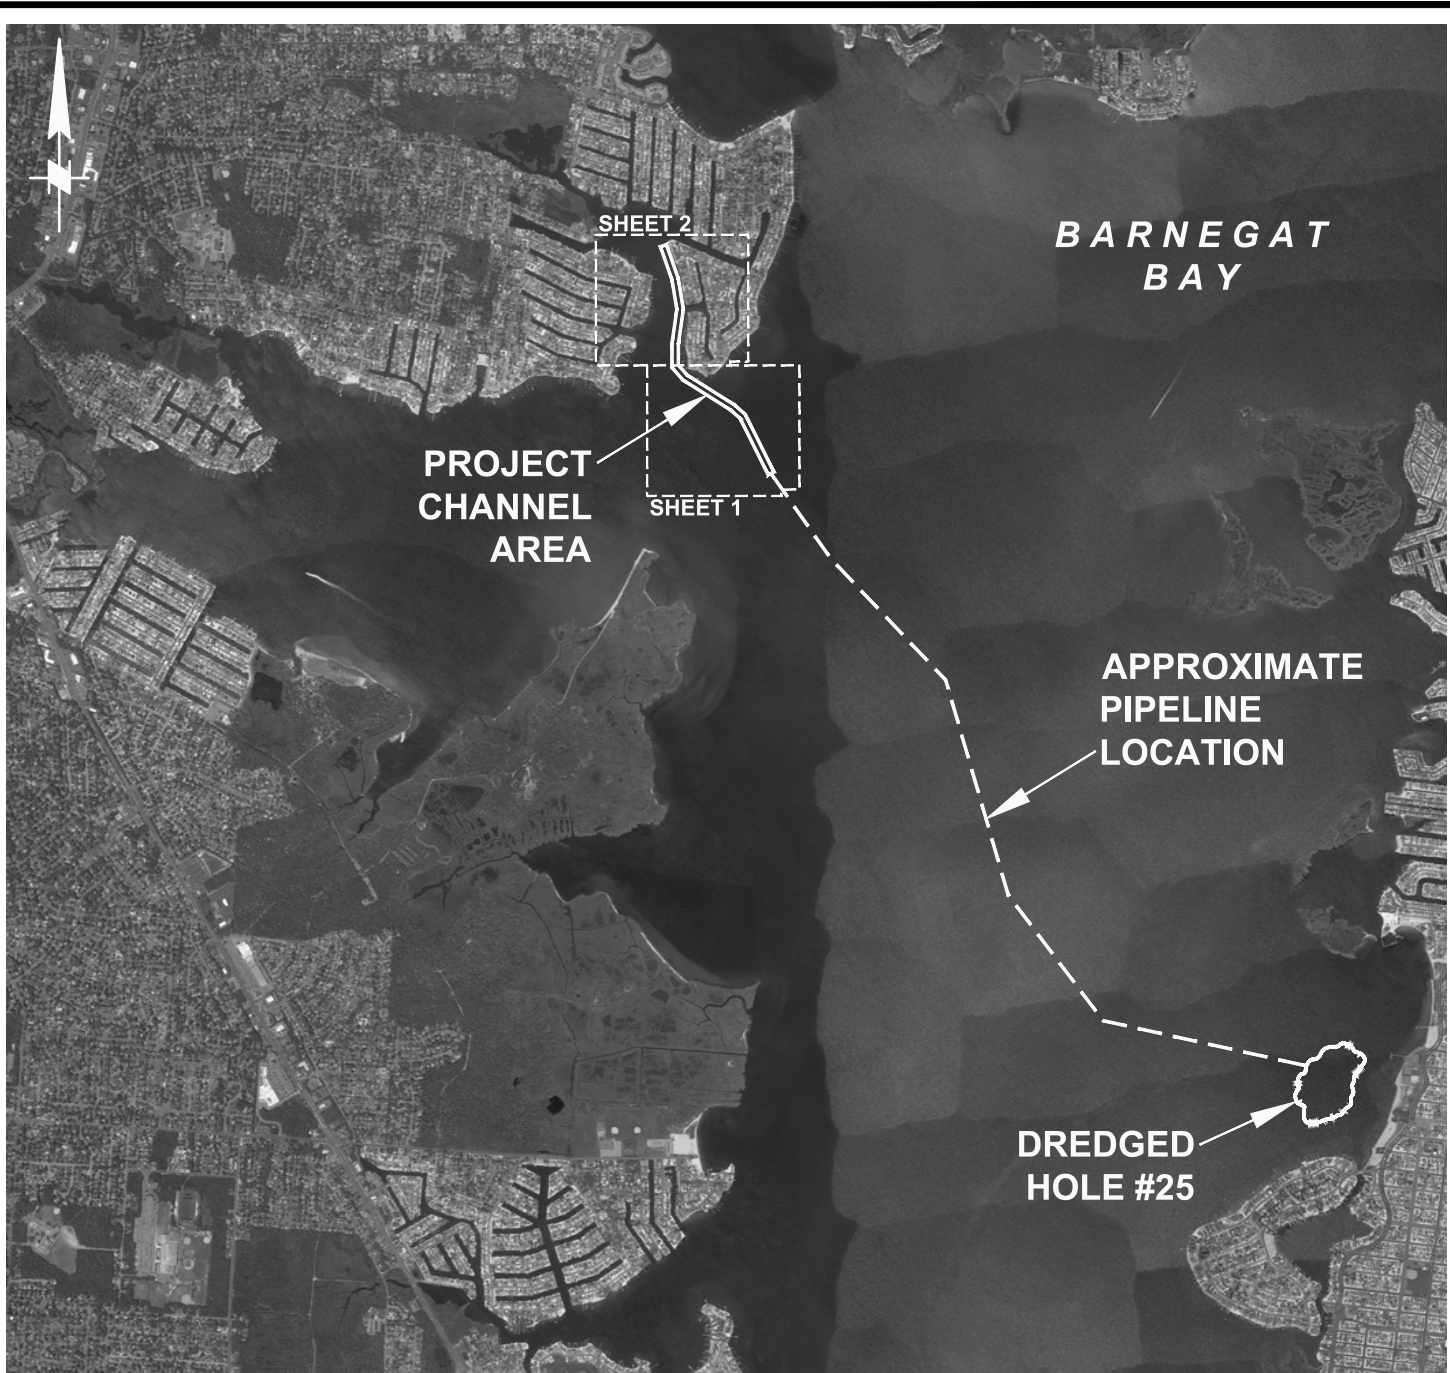 SHEET 2
BARNEGAT
BAY
PROJECT
CHANNEL
AREA
SHEET 1
APPROXIMATE
PIPELINE
LOCATION
DREDGED
HOLE #25